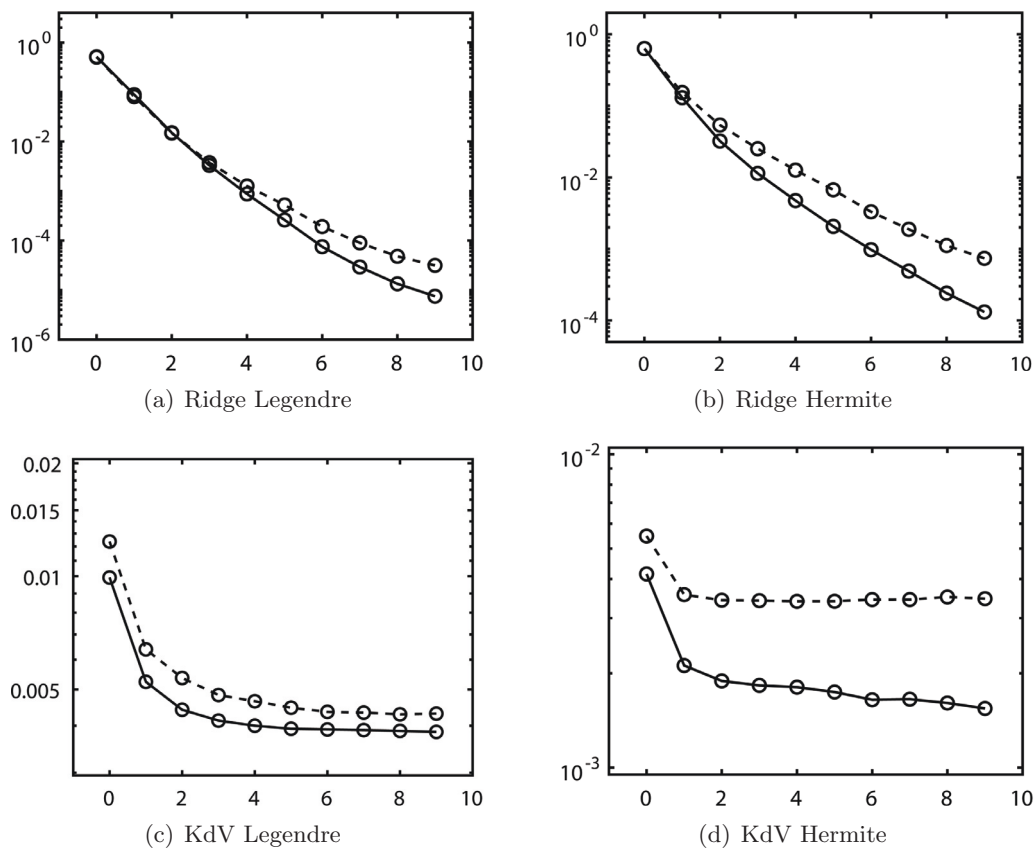 10^0
10^-2
10^-4
10^-6
0 2 4 6 8 10
(a) Ridge Legendre
10^0
10^-2
10^-4
0 2 4 6 8 10
(b) Ridge Hermite
0.02
0.015
0.01
0.005
0 2 4 6 8 10
(c) KdV Legendre
10^-2
10^-3
0 2 4 6 8 10
(d) KdV Hermite